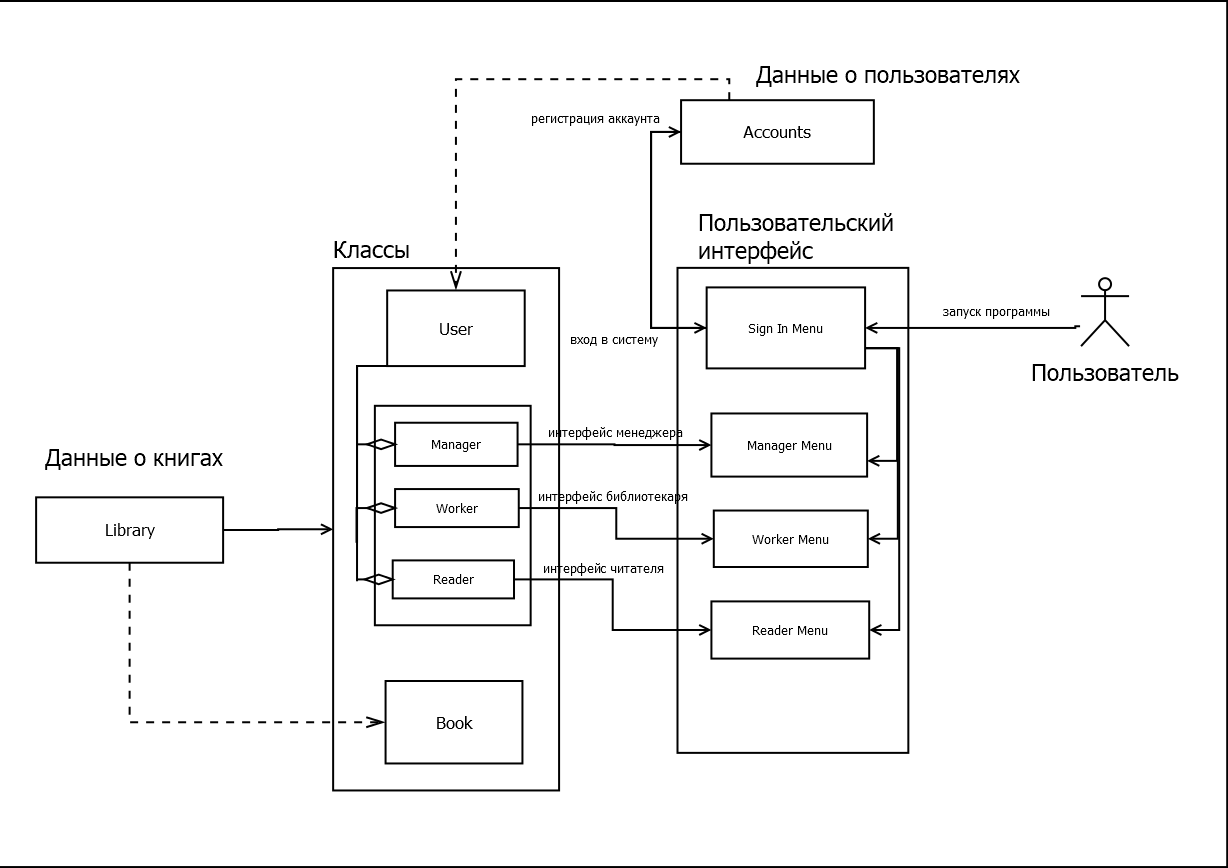 Данные о пользователях
регистрация аккаунта
Accounts
Пользовательский
интерфейс
Классы
User
Sign In Menu
запуск программы
вход в систему
Пользователь
интерфейс менеджера
Manager
Manager Menu
Данные о книгах
интерфейс библиотекаря
Worker
Library
Worker Menu
интерфейс читателя
Reader
Reader Menu
Book